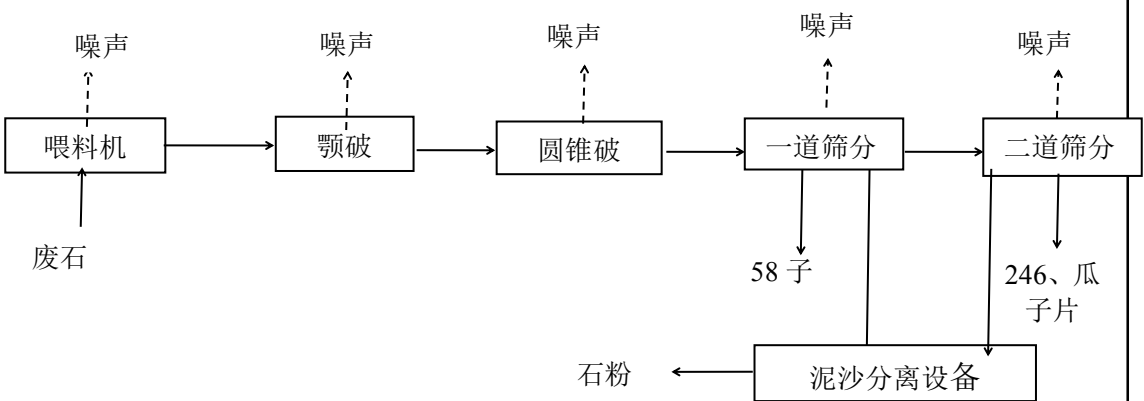 噪声
噪声
噪声
噪声
噪声
喂料机
颚破
圆锥破
一道筛分
二道筛分
废石
58 子
246、瓜
子片
石粉
泥沙分离设备